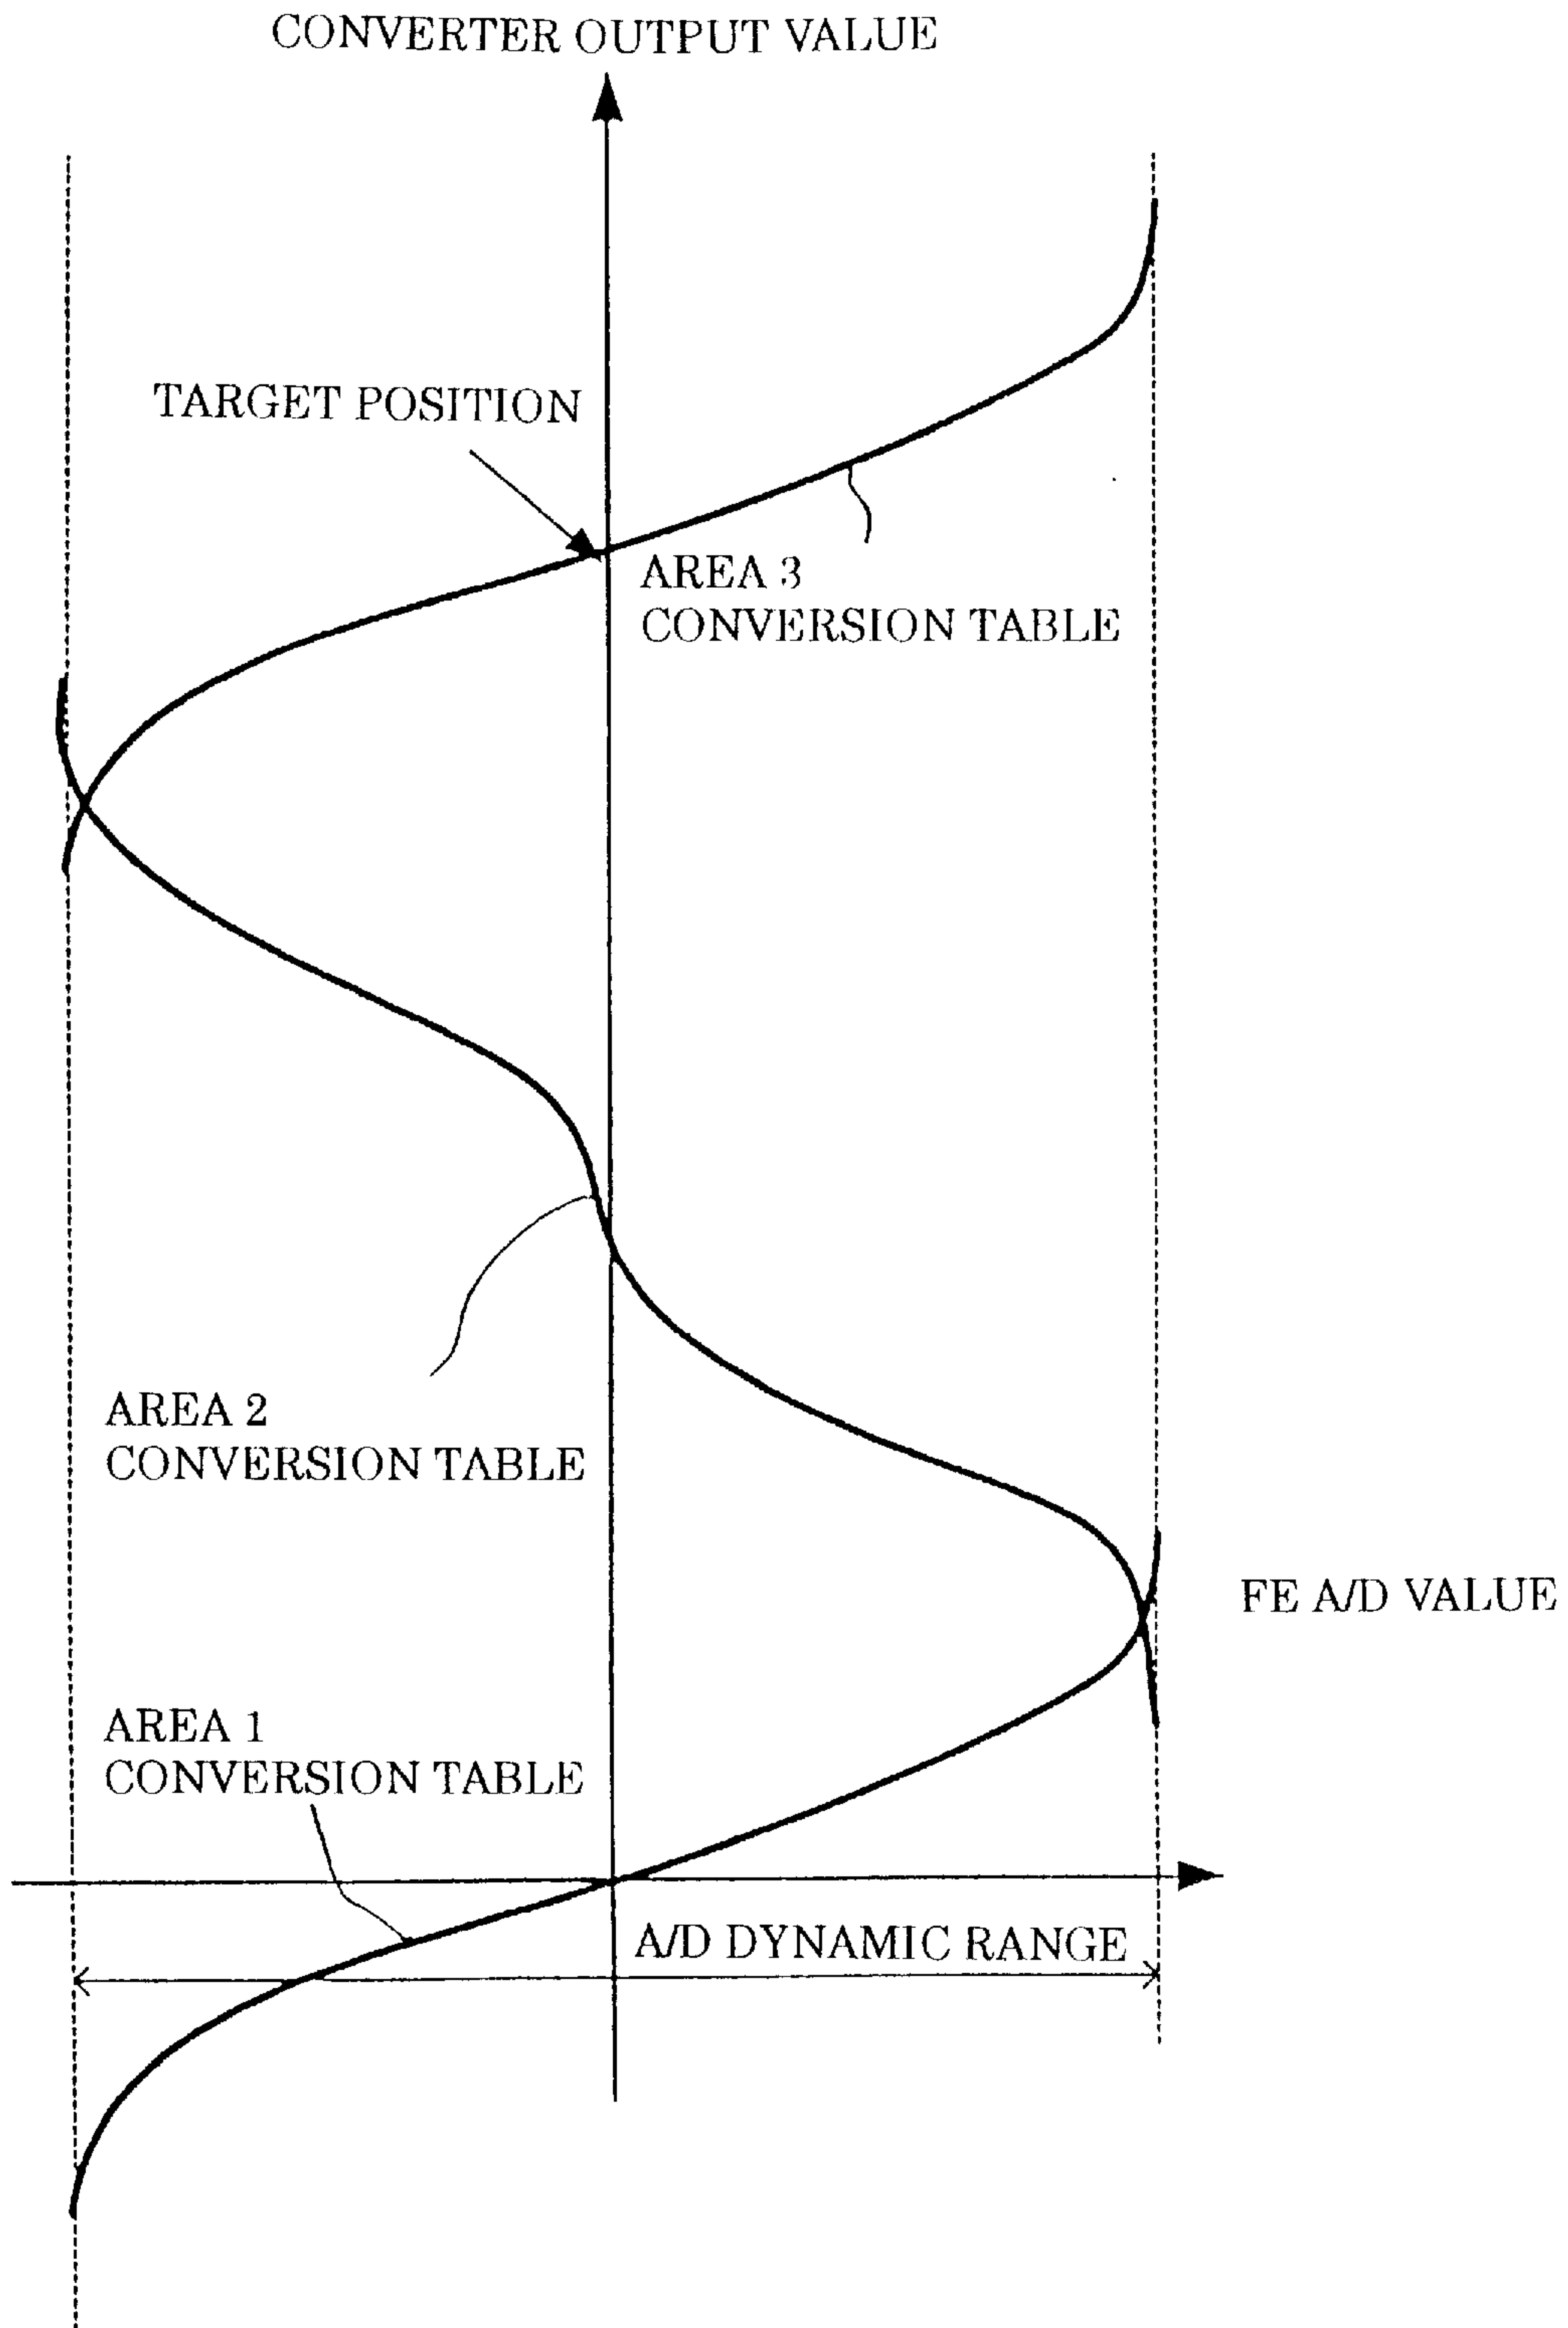 CONVERTER OUTPUT VALUE
TARGET POSITION
AREA 3
CONVERSION TABLE
AREA 2
CONVERSION TABLE
FE A/D VALUE
AREA 1
CONVERSION TABLE
A/D DYNAMIC RANGE